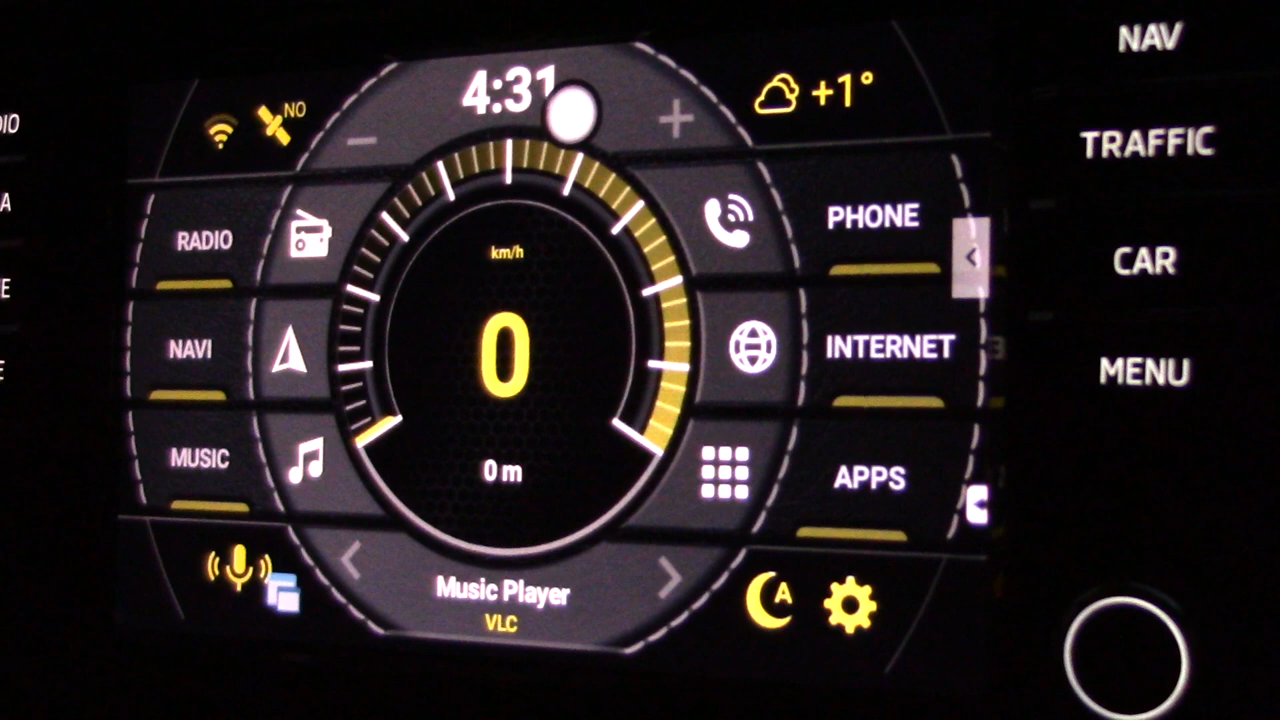 4:31
NO
+1°
NAV
TRAFFIC
CAR
MENU
RADIO
NAVI
MUSIC
km/h
0
0 m
PHONE
INTERNET
APPS
Music Player
VLC
A